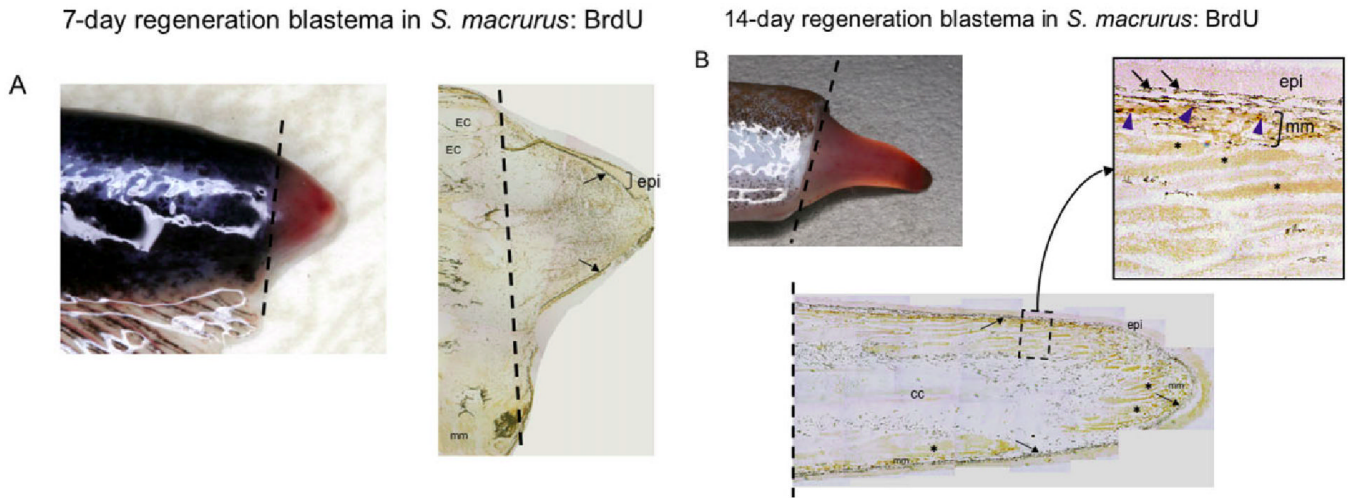 7-day regeneration blastema in S. macrurus: BrdU
A
EC
EC
epi
mm
14-day regeneration blastema in S. macrurus: BrdU
B
epi
mm
*
*
*
epi
cc
*
mm
*
*
mm